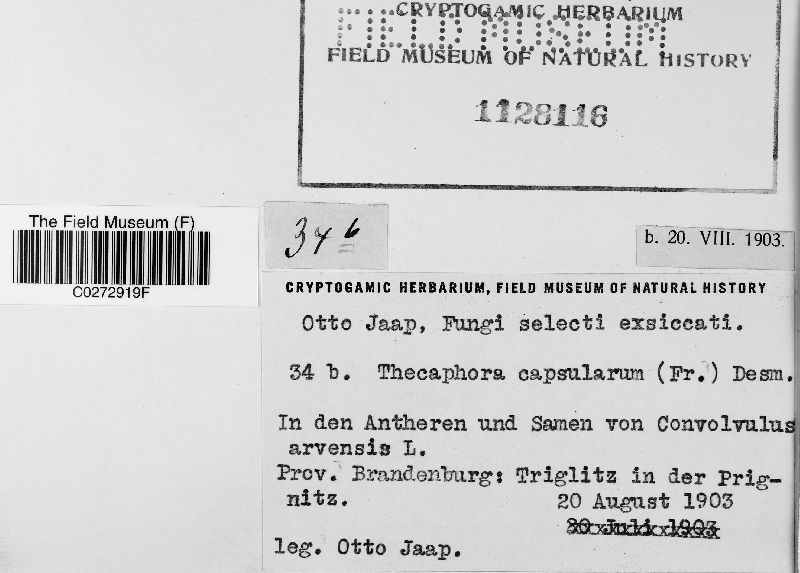 CRYPTOGAMIC HERBARIUM
FIELD MUSEUM
FIELD MUSEUM OF NATURAL HISTORY
1128116
The Field Museum (F)
C0272919F
34 b
b. 20. VIII. 1903.
CRYPTOGAMIC HERBARIUM, FIELD MUSEUM OF NATURAL HISTORY
Otto Jaap, Fungi selecti exsiccati.
34 b. Thecaphora capsularum (Fr.) Desm.
In den Antheren und Samen von Convolvulus
arvensis L.
Prov. Brandenburg: Triglitz in der Prig-
nitz. 20 August 1903
20 Juli 1903
leg. Otto Jaap.